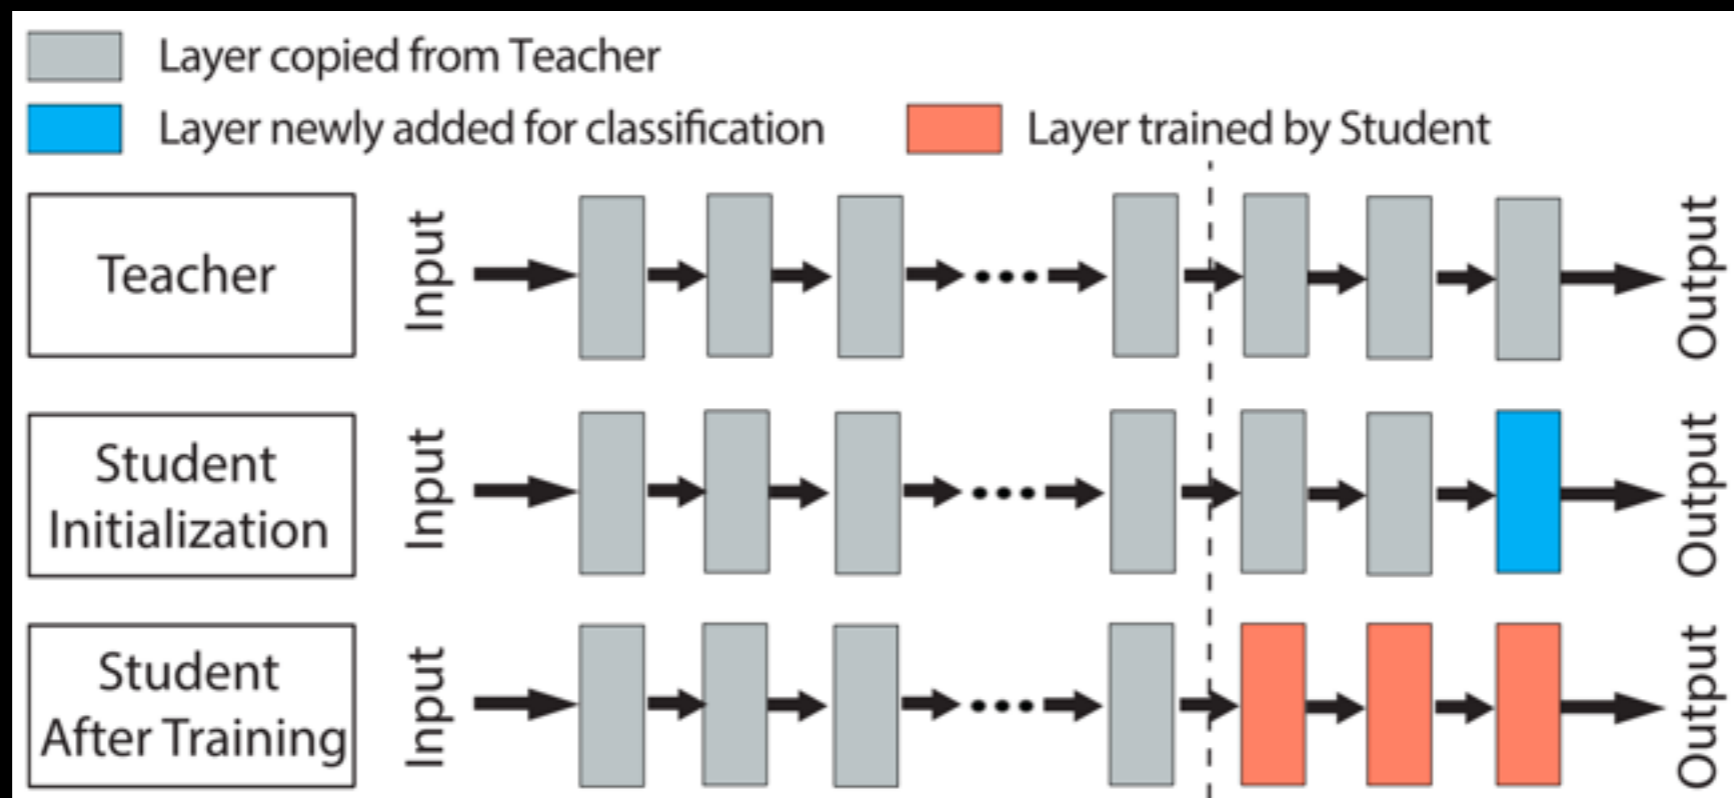 Layer copied from Teacher
Layer newly added for classification
Layer trained by Student
Teacher
Input
Output
Student
Initialization
Input
Output
Student
After Training
Input
Output